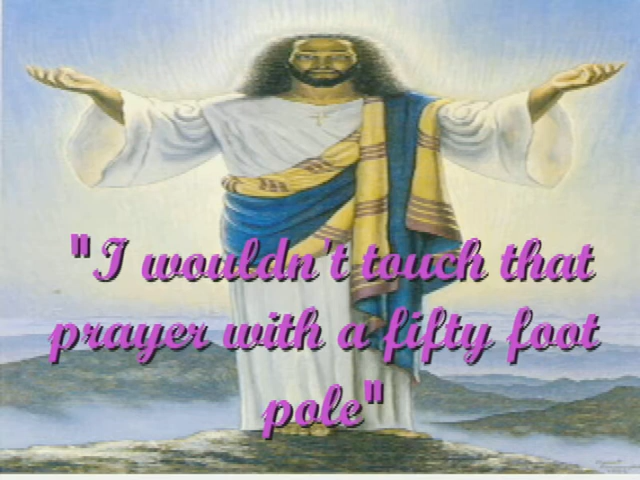 "I wouldn't touch that
prayer with a fifty foot
pole"